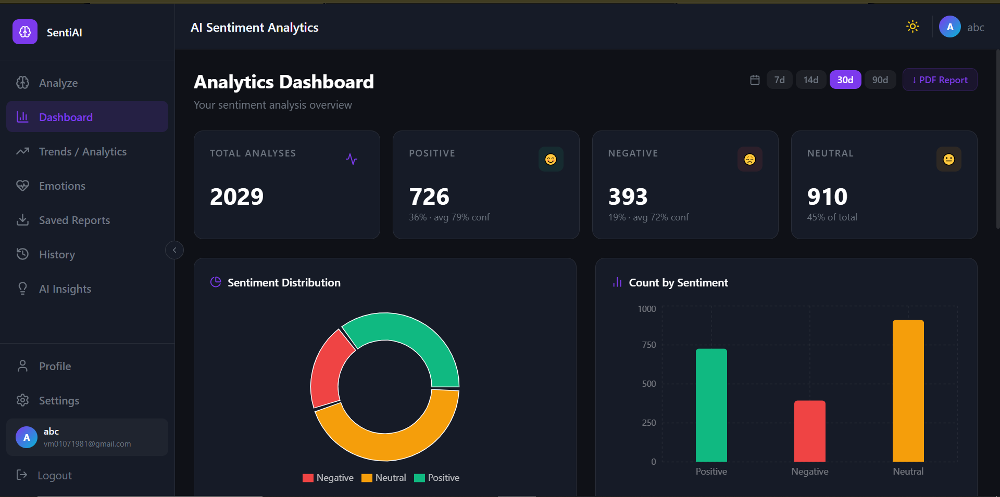 SentiAI
Analyze
Dashboard
Trends / Analytics
Emotions
Saved Reports
History
AI Insights
Profile
Settings
A
abc
vm01071981@gmail.com
Logout
AI Sentiment Analytics
A
abc
Analytics Dashboard
Your sentiment analysis overview
7d
14d
30d
90d
↓ PDF Report
TOTAL ANALYSES
2029
POSITIVE
726
36% · avg 79% conf
NEGATIVE
393
19% · avg 72% conf
NEUTRAL
910
45% of total
Sentiment Distribution
Negative
Neutral
Positive
Count by Sentiment
1000
750
500
250
0
Positive
Negative
Neutral